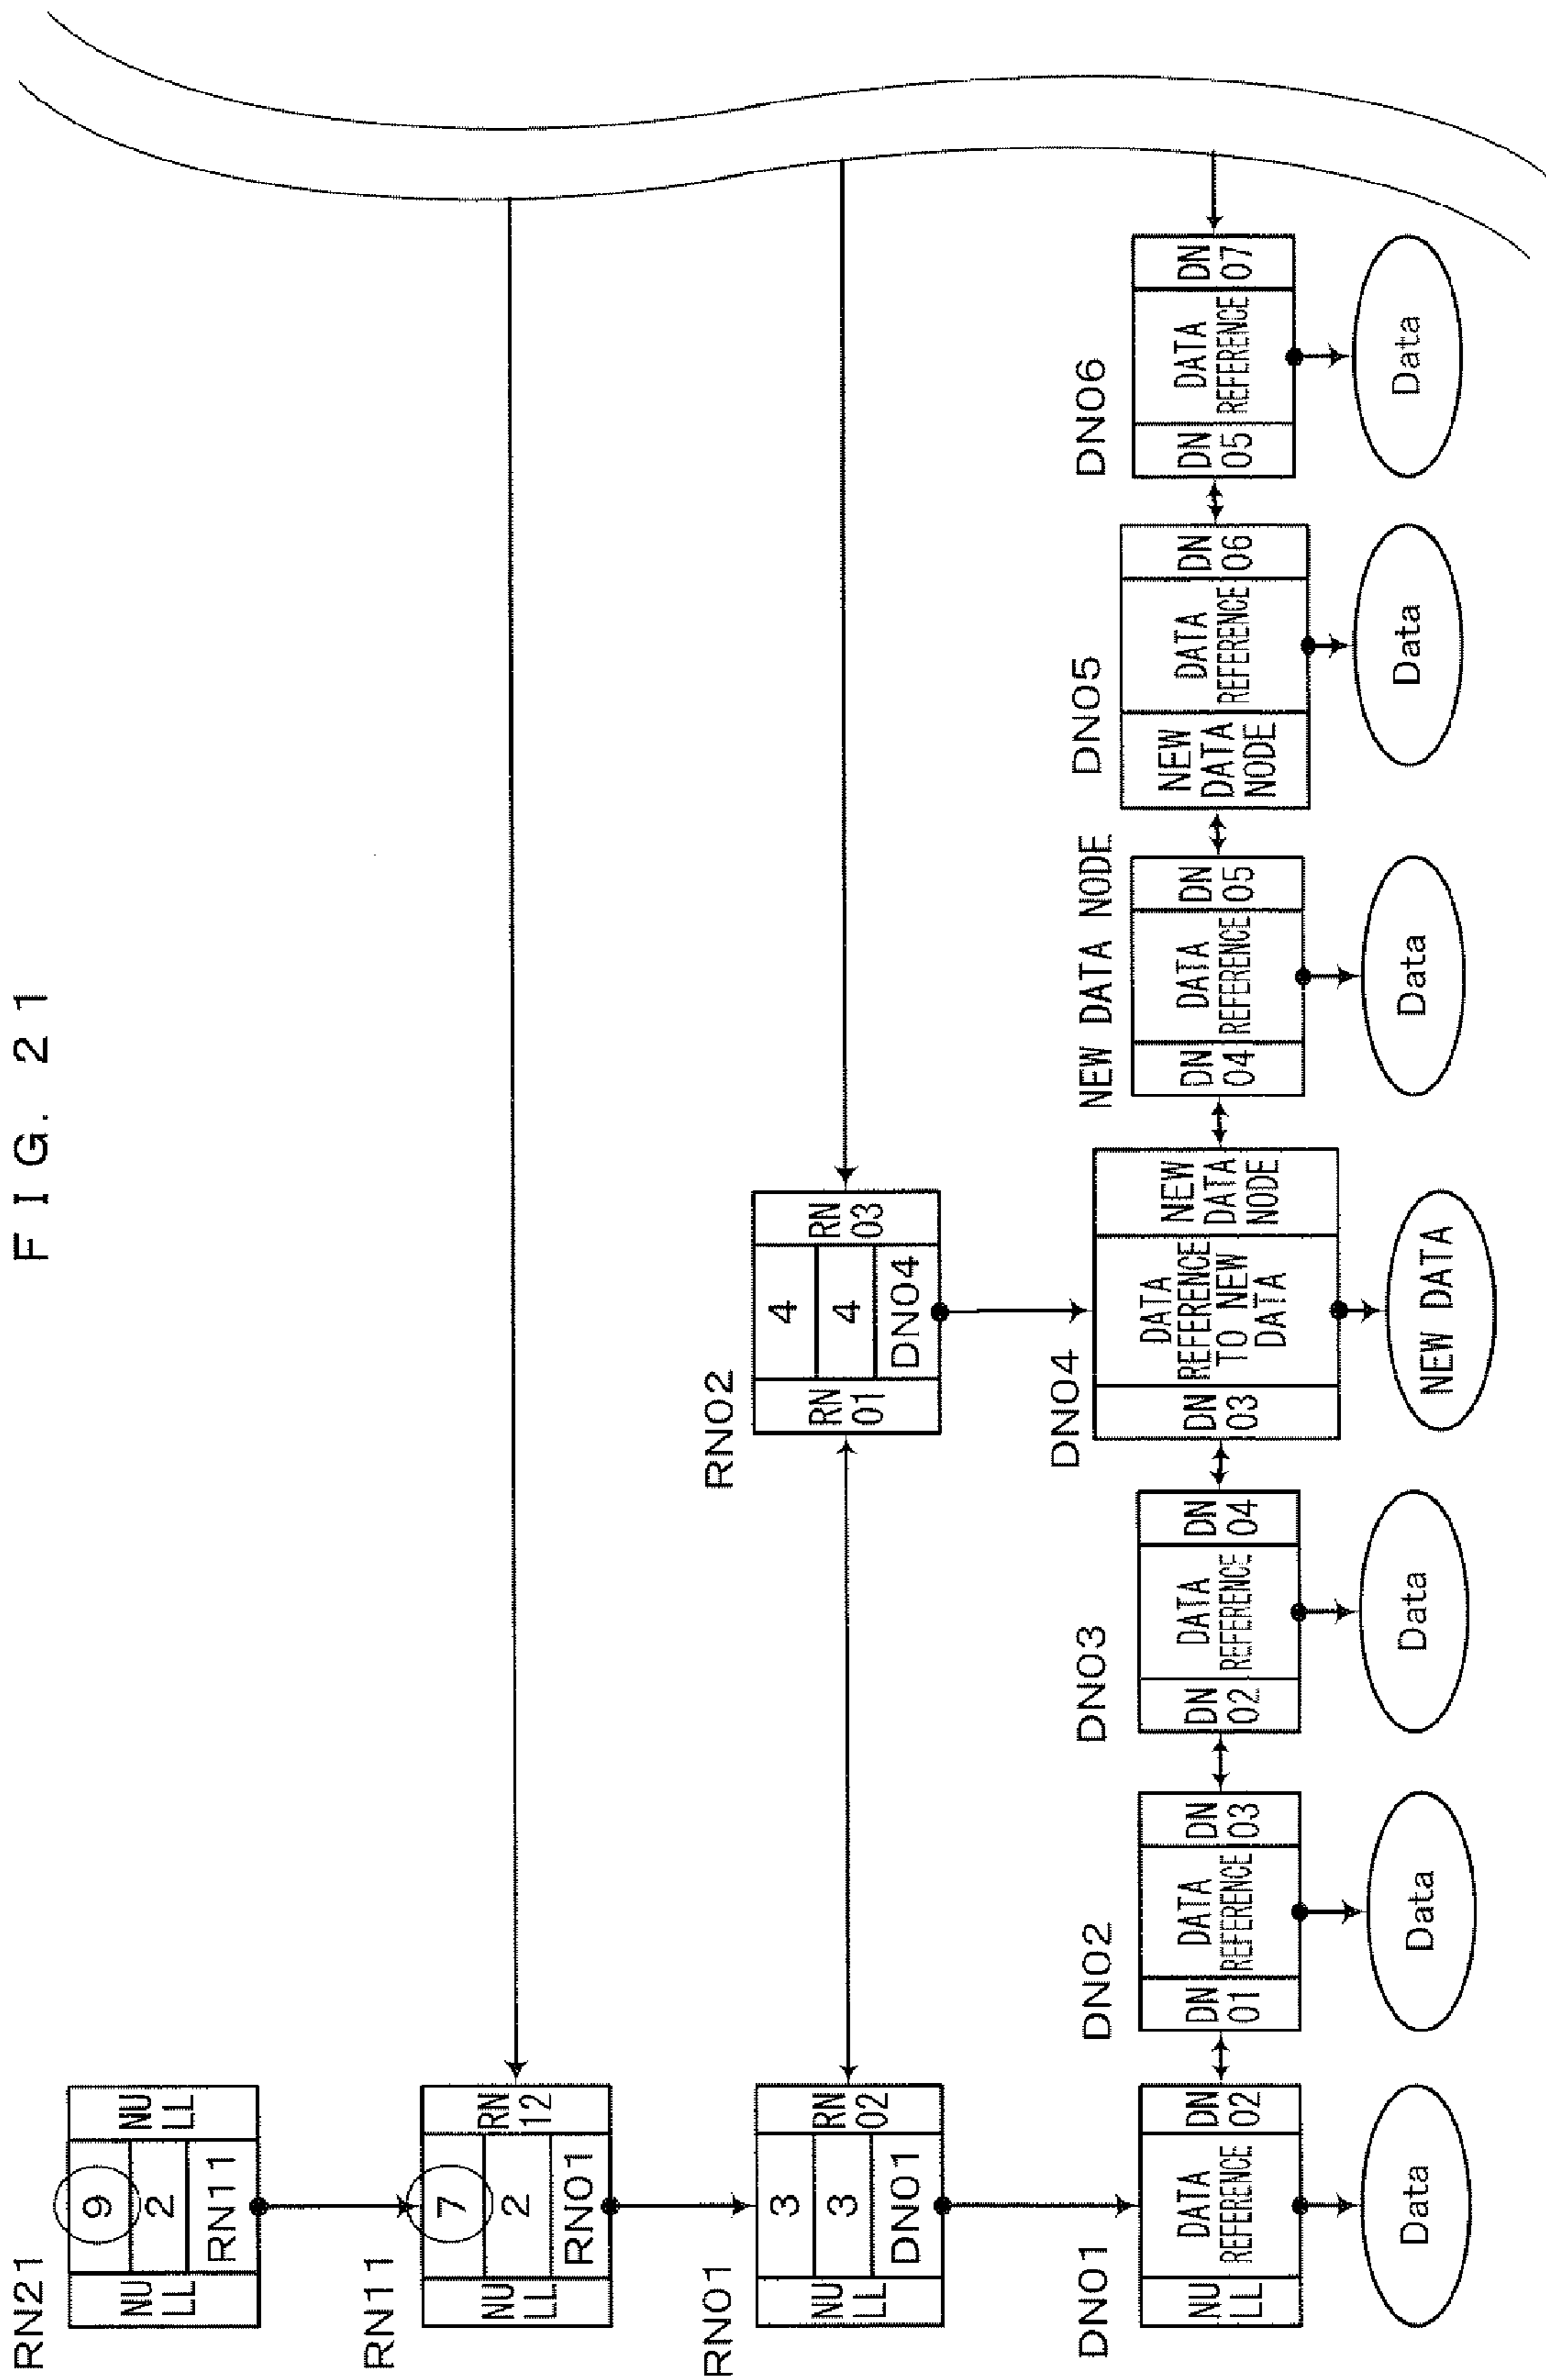 FIG. 21
RN21
NU
LL
9
2
RN11
NU
LL
RN11
NU
LL
7
2
RN01
RN
12
RN01
NU
LL
3
3
DN01
RN
02
RN02
RN
01
4
4
DN04
RN
03
DN01
NU
LL
DATA
REFERENCE
DN
02
Data
DN02
DN
01
DATA
REFERENCE
DN
03
Data
DN03
DN
02
DATA
REFERENCE
DN
04
Data
DN04
DN
03
DATA
REFERENCE
TO NEW
DATA
NEW
DATA
NODE
NEW DATA
NEW DATA NODE
DN
04
DATA
REFERENCE
DN
05
Data
DN05
NEW
DATA
NODE
DATA
REFERENCE
DN
06
Data
DN06
DN
05
DATA
REFERENCE
DN
07
Data